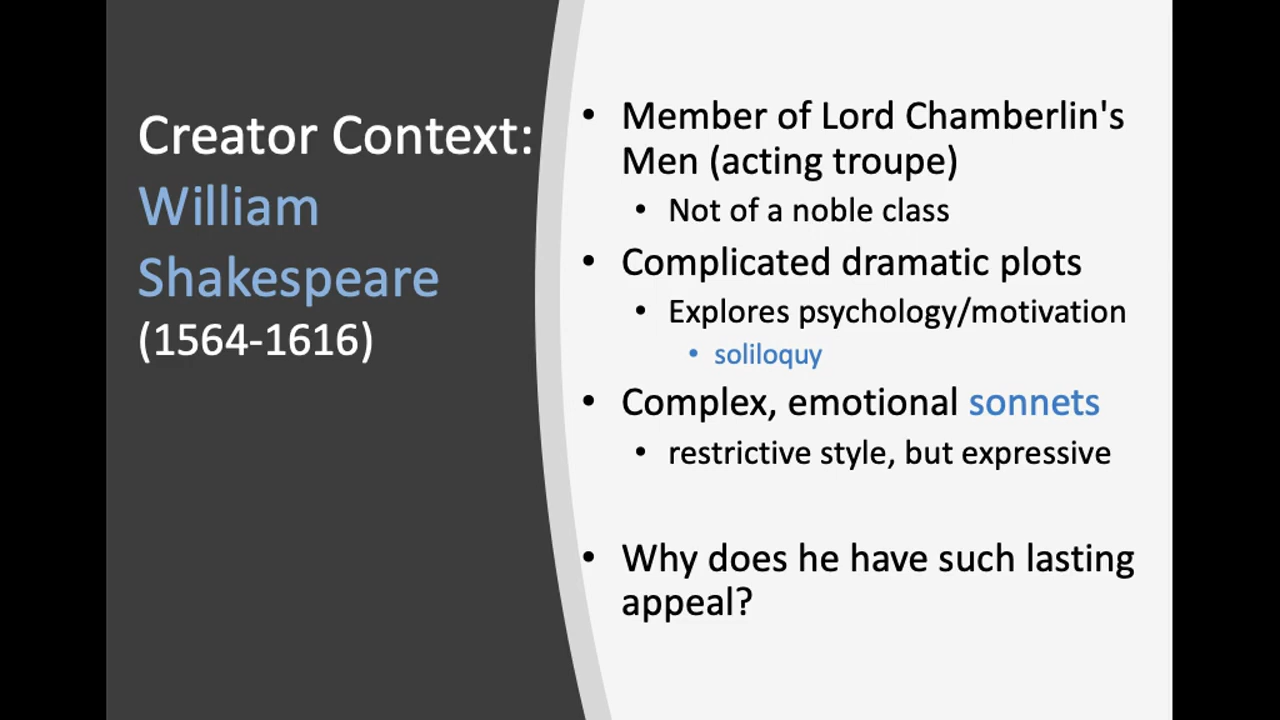 Creator Context:
William
Shakespeare
(1564-1616)
• Member of Lord Chamberlin's
Men (acting troupe)
• Not of a noble class
• Complicated dramatic plots
• Explores psychology/motivation
• soliloquy
• Complex, emotional sonnets
• restrictive style, but expressive
• Why does he have such lasting
appeal?